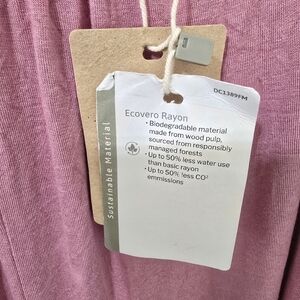 DC1389FM
Ecovero Rayon
• Biodegradable material
made from wood pulp,
sourced from responsibly
managed forests
• Up to 50% less water use
than basic rayon
• Up to 50% less CO²
emmissions
Sustainable Material